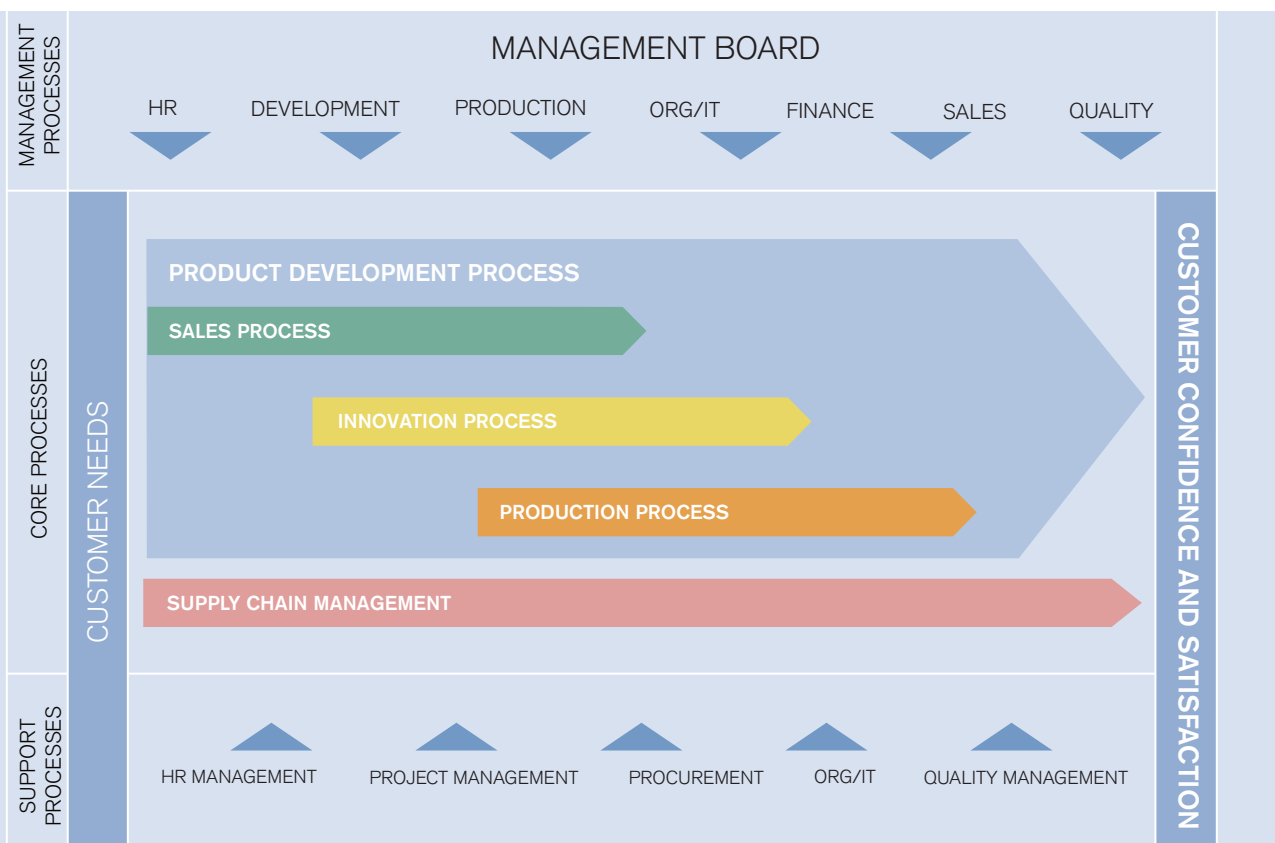 MANAGEMENT
PROCESSES
MANAGEMENT BOARD
HR
DEVELOPMENT
PRODUCTION
ORG/IT
FINANCE
SALES
QUALITY
CORE PROCESSES
CUSTOMER NEEDS
PRODUCT DEVELOPMENT PROCESS
SALES PROCESS
INNOVATION PROCESS
PRODUCTION PROCESS
SUPPLY CHAIN MANAGEMENT
CUSTOMER CONFIDENCE AND SATISFACTION
SUPPORT
PROCESSES
HR MANAGEMENT
PROJECT MANAGEMENT
PROCUREMENT
ORG/IT
QUALITY MANAGEMENT